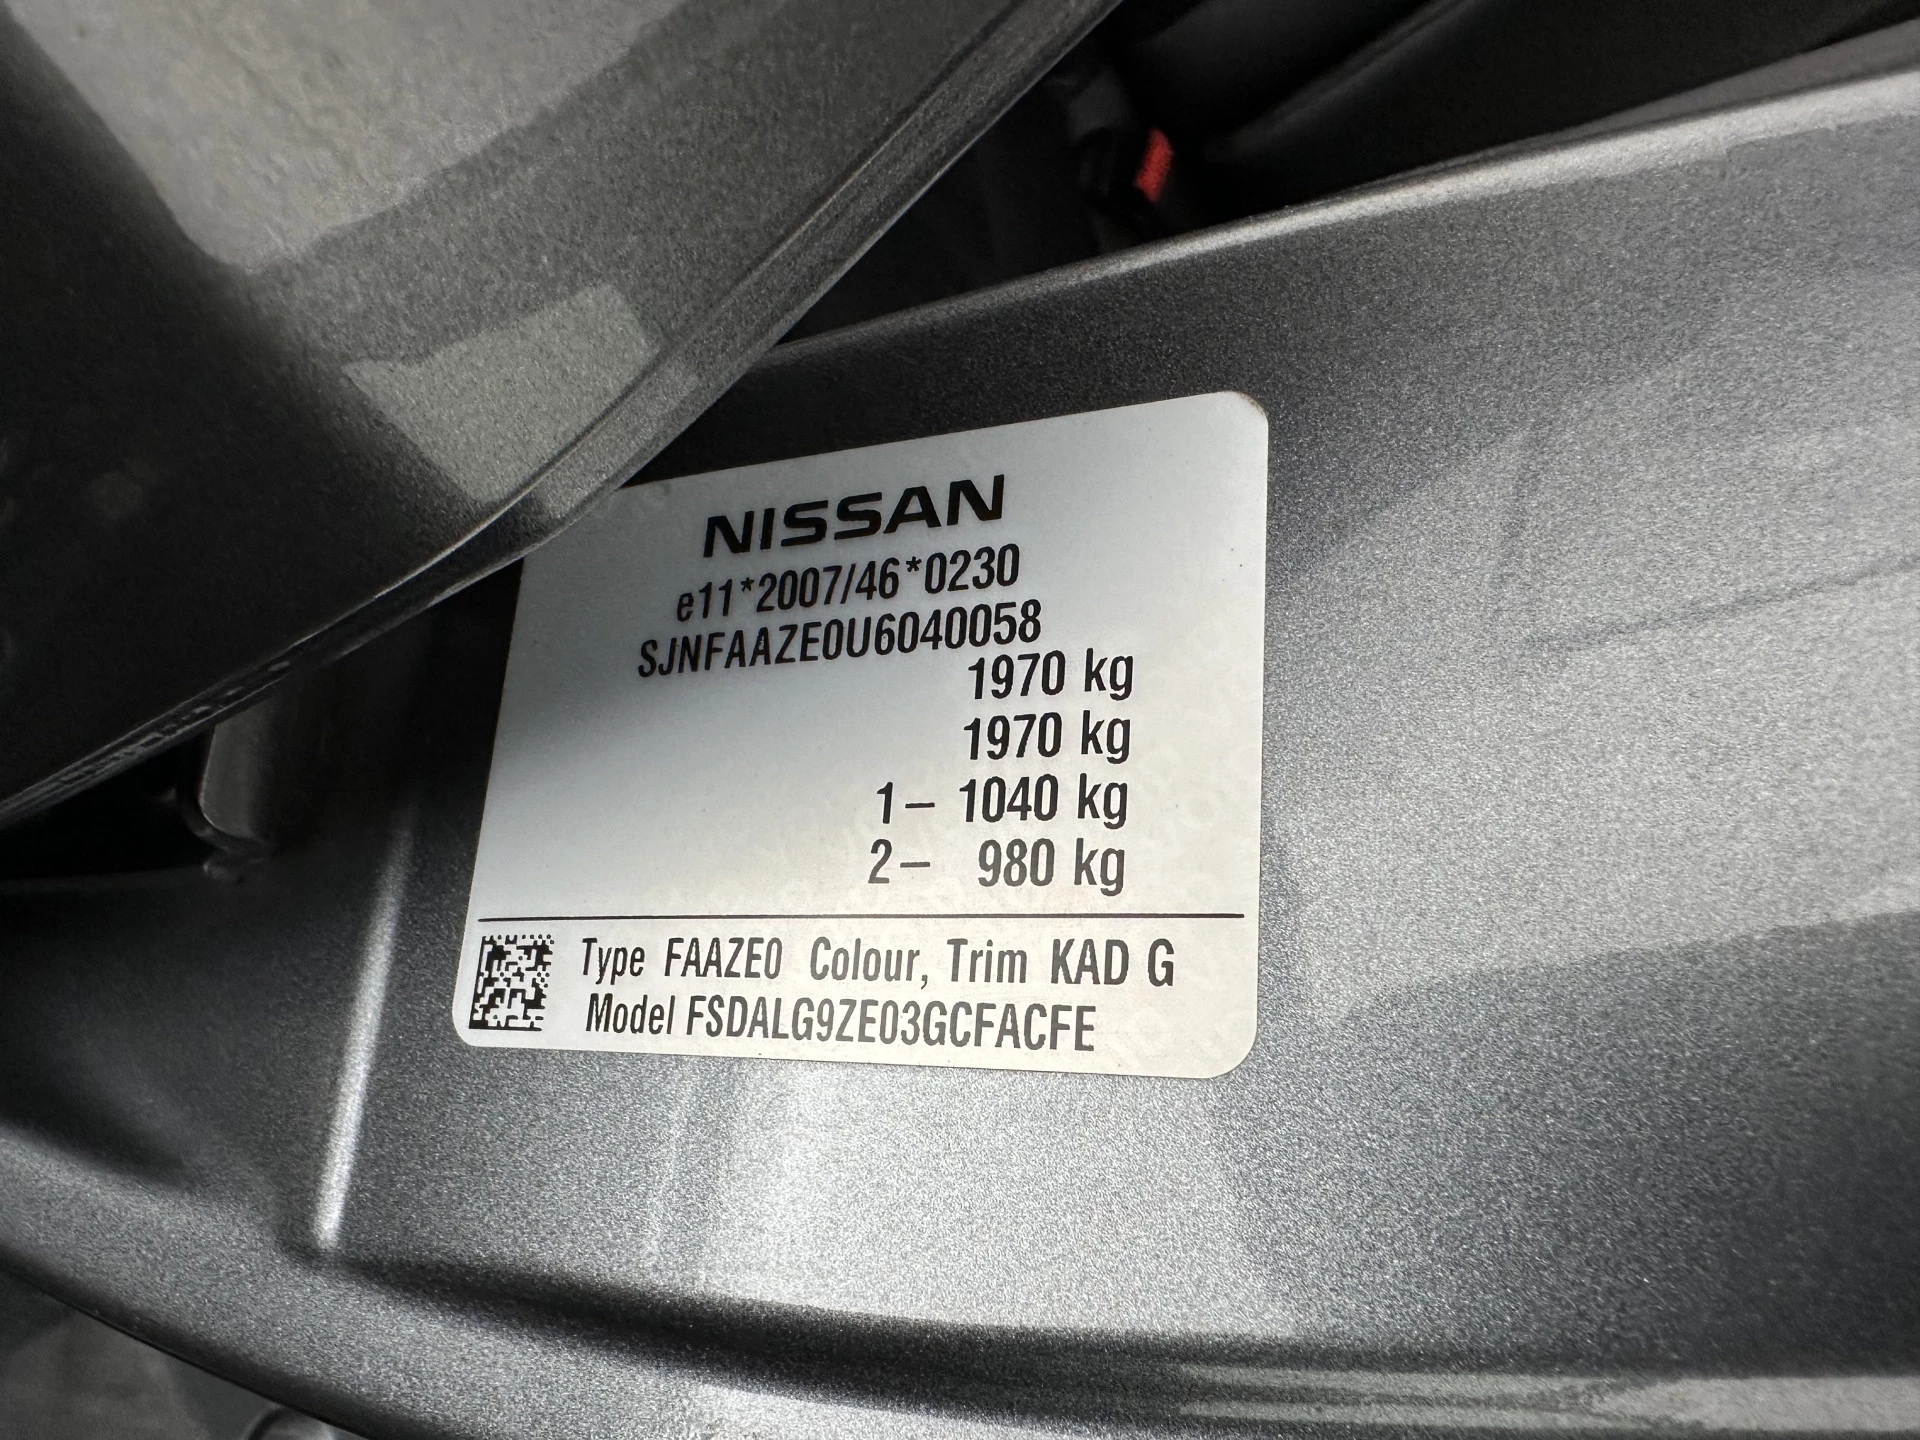 NISSAN
e11*2007/46*0230
SJNFAAZE0U6040058
1970 kg
1970 kg
1– 1040 kg
2– 980 kg
Type FAAZE0 Colour, Trim KAD G
Model FSDALG9ZE03GCFACFE